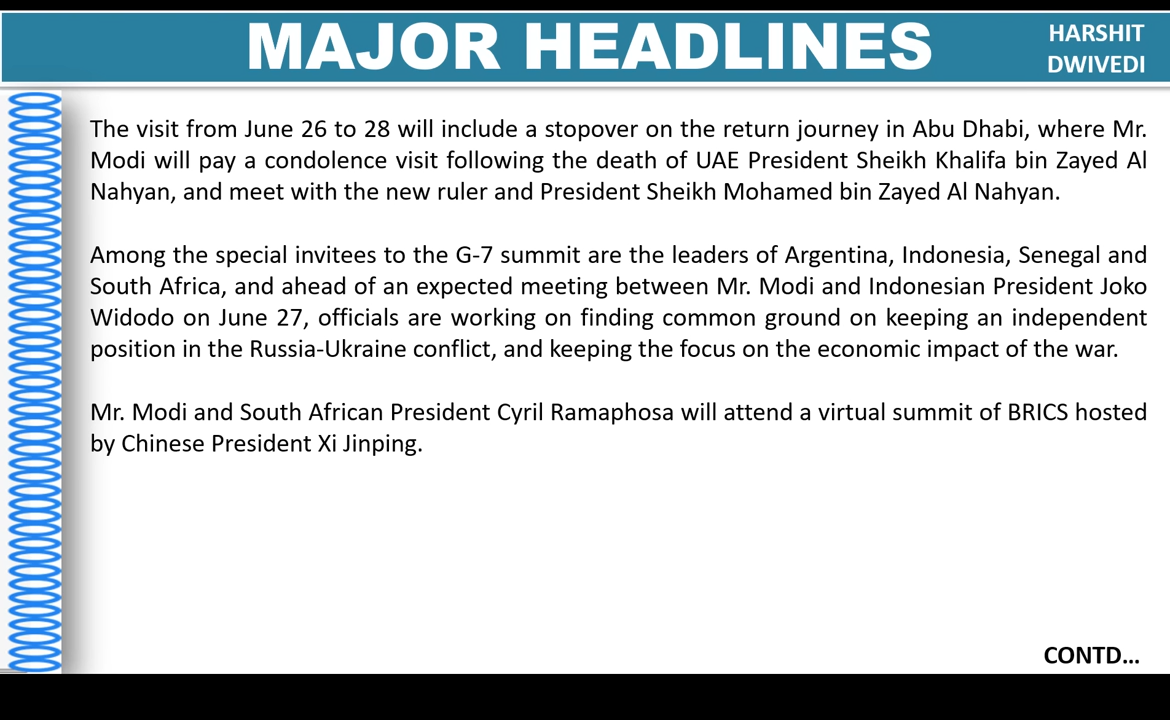 MAJOR HEADLINES
HARSHIT
DWIVEDI
The visit from June 26 to 28 will include a stopover on the return journey in Abu Dhabi, where Mr.
Modi will pay a condolence visit following the death of UAE President Sheikh Khalifa bin Zayed Al
Nahyan, and meet with the new ruler and President Sheikh Mohamed bin Zayed Al Nahyan.
Among the special invitees to the G-7 summit are the leaders of Argentina, Indonesia, Senegal and
South Africa, and ahead of an expected meeting between Mr. Modi and Indonesian President Joko
Widodo on June 27, officials are working on finding common ground on keeping an independent
position in the Russia-Ukraine conflict, and keeping the focus on the economic impact of the war.
Mr. Modi and South African President Cyril Ramaphosa will attend a virtual summit of BRICS hosted
by Chinese President Xi Jinping.
CONTD...